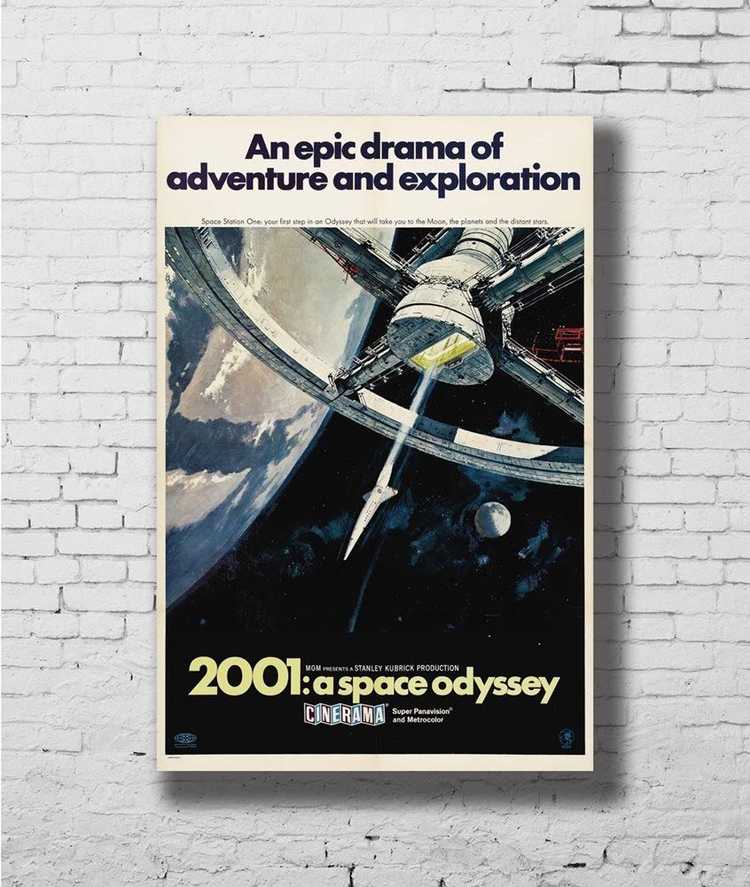 An epic drama of
adventure and exploration
Space Station One: your first step in an Odyssey that will take you to the Moon, the planets and the distant stars.
MGM PRESENTS A STANLEY KUBRICK PRODUCTION
2001: a space odyssey
CINERAMA® Super Panavision®
and Metrocolor